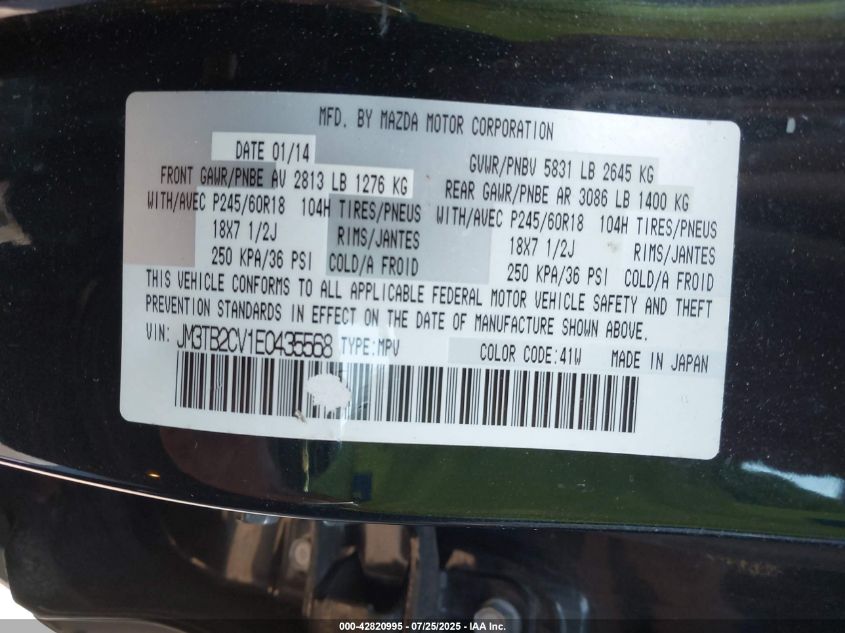 MFD. BY MAZDA MOTOR CORPORATION
DATE 01/14
GVWR/PNBV 5831 LB 2645 KG
FRONT GAWR/PNBE AV 2813 LB 1276 KG
REAR GAWR/PNBE AR 3086 LB 1400 KG
WITH/AVEC P245/60R18 104H TIRES/PNEUS
WITH/AVEC P245/60R18 104H TIRES/PNEUS
18X7 1/2J RIMS/JANTES
18X7 1/2J RIMS/JANTES
250 KPA/36 PSI COLD/A FROID
250 KPA/36 PSI COLD/A FROID
THIS VEHICLE CONFORMS TO ALL APPLICABLE FEDERAL MOTOR VEHICLE SAFETY AND THEFT
PREVENTION STANDARDS IN EFFECT ON THE DATE OF MANUFACTURE SHOWN ABOVE.
VIN: JM3TB2CV1E0435568 TYPE:MPV COLOR CODE:41W MADE IN JAPAN
000-42820995 - 07/25/2025 - IAA Inc.